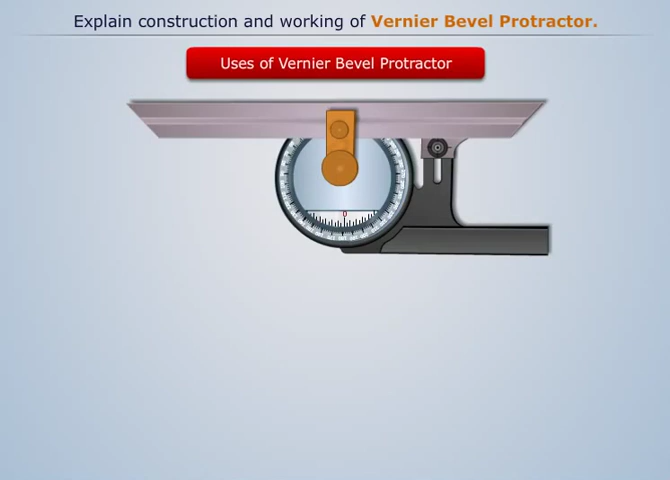 Explain construction and working of Vernier Bevel Protractor.
Uses of Vernier Bevel Protractor
0